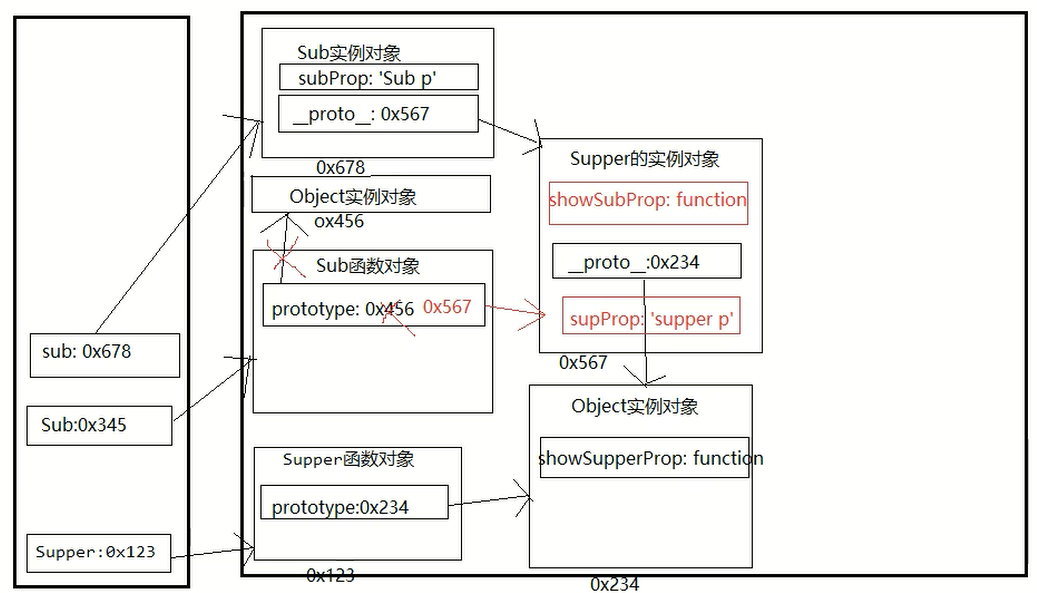 sub: 0x678
Sub:0x345
Supper:0x123
Sub实例对象
subProp: 'Sub p'
__proto__: 0x567
0x678
Object实例对象
ox456
Sub函数对象
prototype: 0x456 0x567
Supper函数对象
prototype:0x234
0x123
Supper的实例对象
showSubProp: function
__proto__:0x234
supProp: 'supper p'
0x567
Object实例对象
showSupperProp: function
0x234